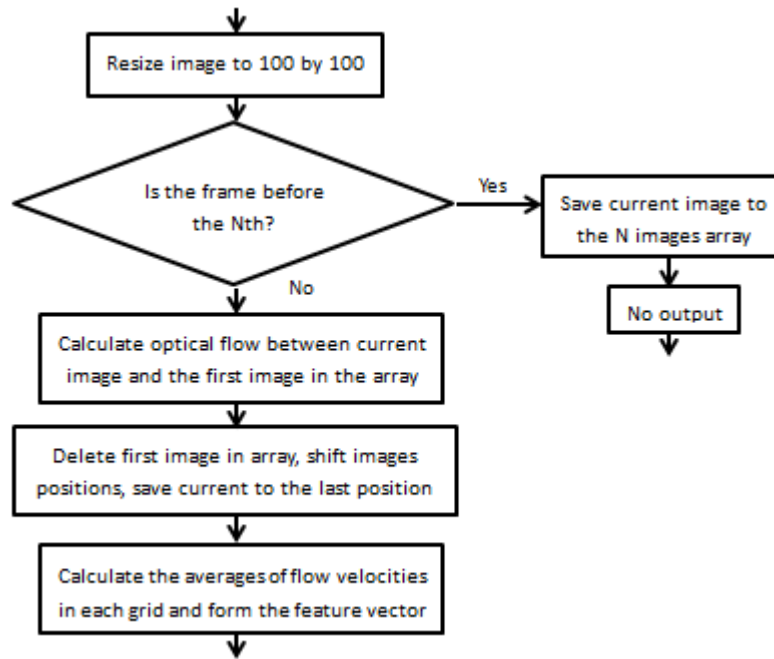 Resize image to 100 by 100
Is the frame before
the Nth?
Yes
Save current image to
the N images array
No output
No
Calculate optical flow between current
image and the first image in the array
Delete first image in array, shift images
positions, save current to the last position
Calculate the averages of flow velocities
in each grid and form the feature vector